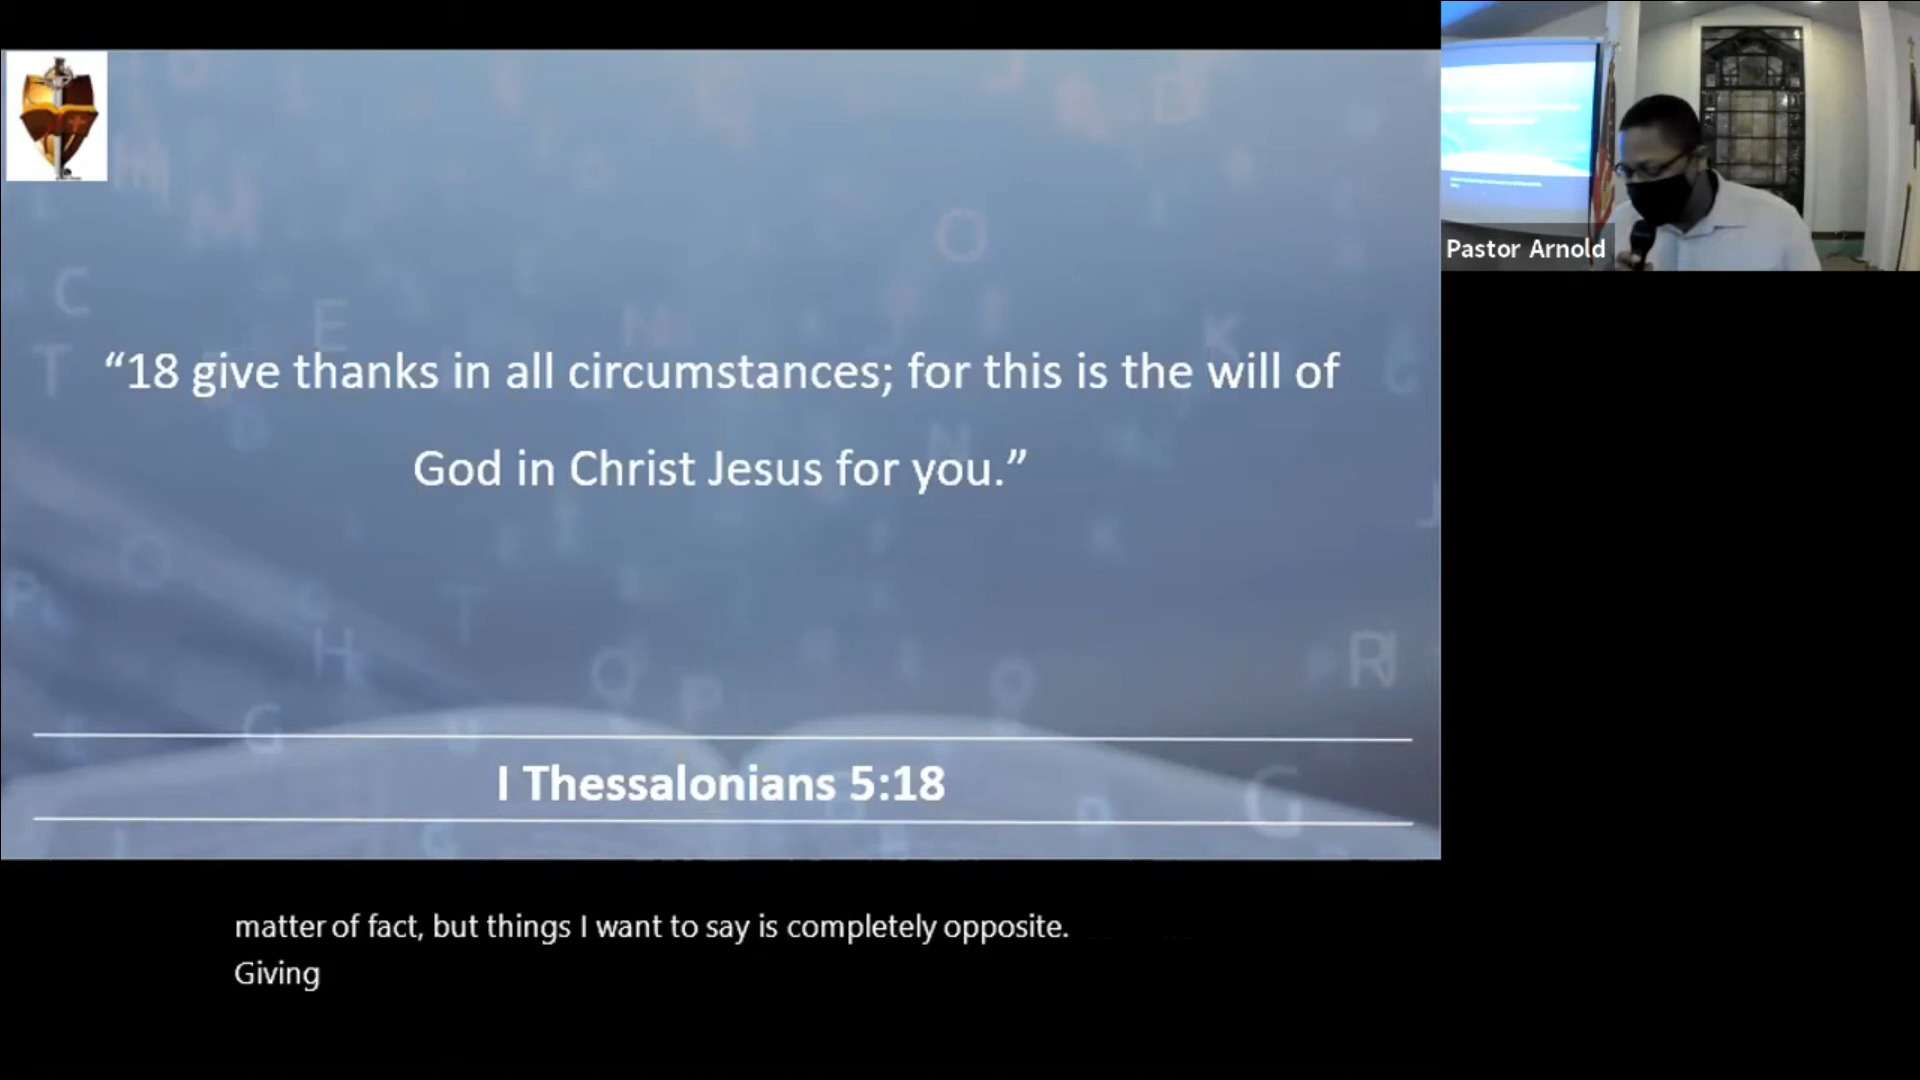 “18 give thanks in all circumstances; for this is the will of
God in Christ Jesus for you.”
I Thessalonians 5:18
Pastor Arnold
matter of fact, but things I want to say is completely opposite.
Giving